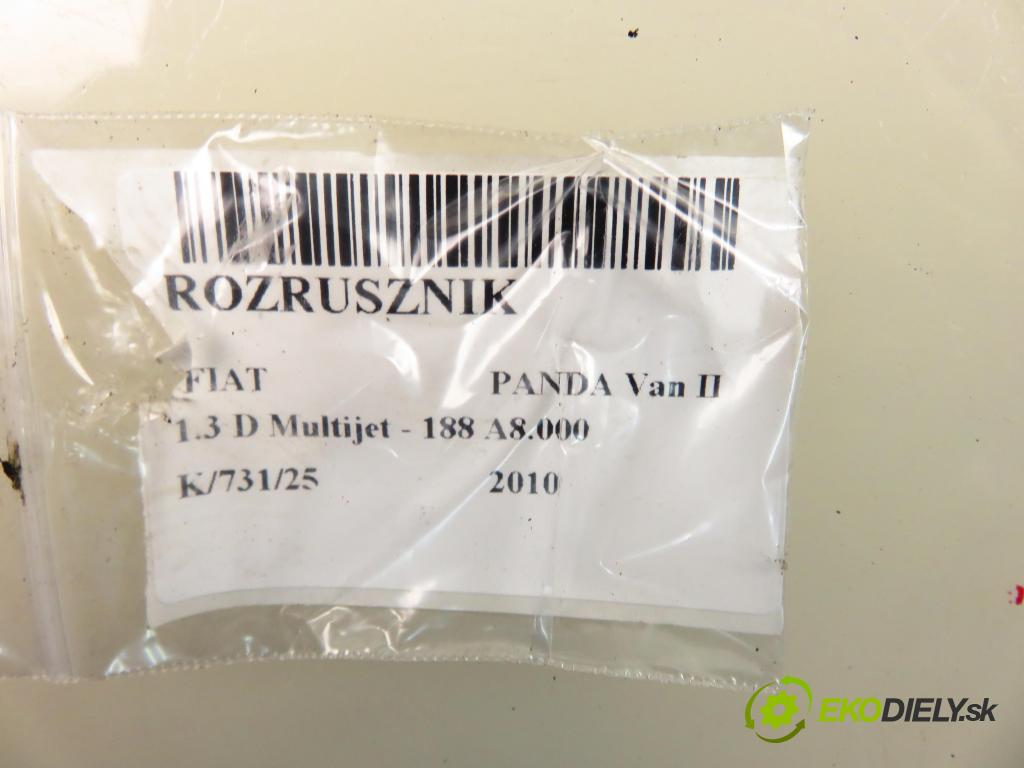 ROZRUSZNIK
FIAT PANDA Van II
1.3 D Multijet - 188 A8.000
K/731/25 2010
EKODIELY.sk